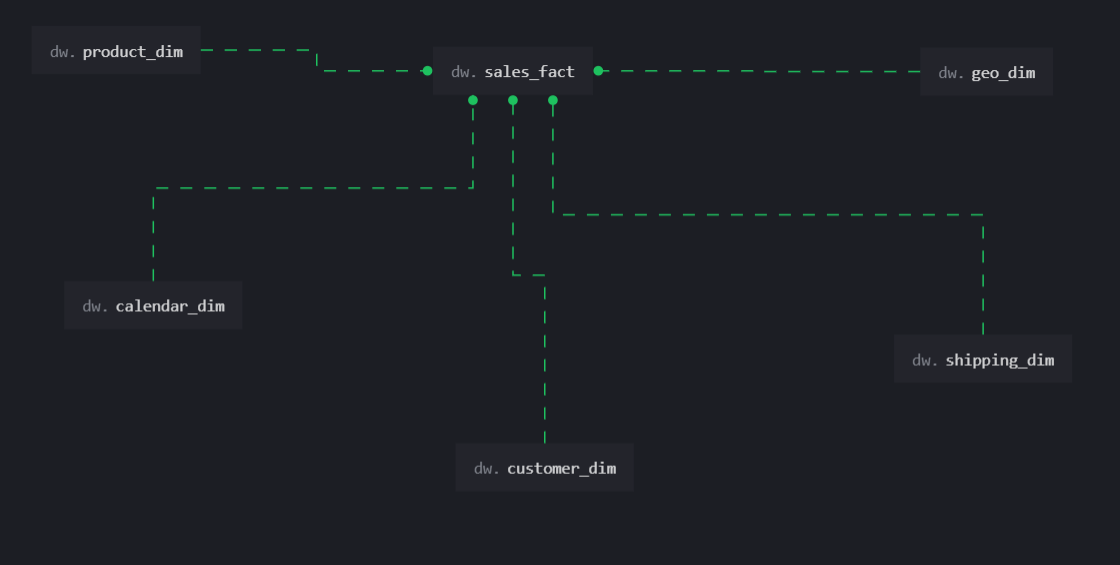 dw. product_dim
dw. sales_fact
dw. geo_dim
dw. calendar_dim
dw. shipping_dim
dw. customer_dim